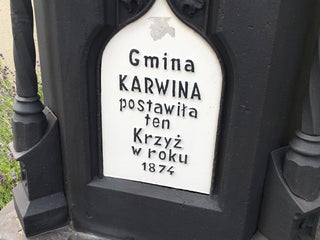 Gmina
KARWINA
postawiła
ten
Krzyż
w roku
1874